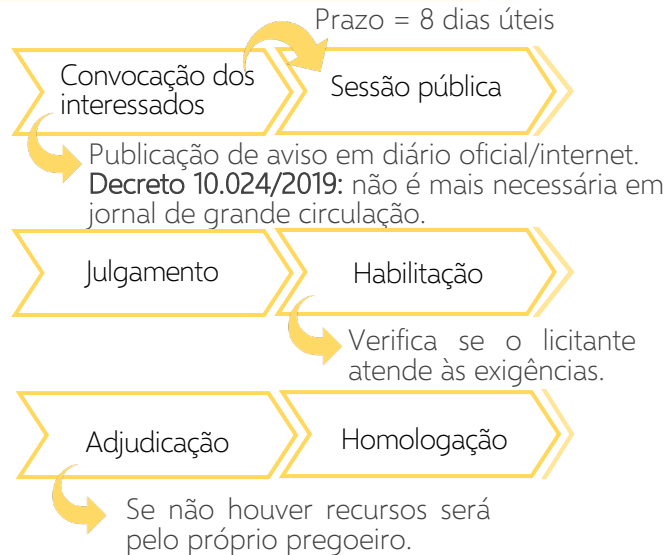 Prazo = 8 dias úteis
Convocação dos
interessados
Sessão pública
Publicação de aviso em diário oficial/internet.
Decreto 10.024/2019: não é mais necessária em
jornal de grande circulação.
Julgamento
Habilitação
Verifica se o licitante
atende às exigências.
Adjudicação
Homologação
Se não houver recursos será
pelo próprio pregoeiro.